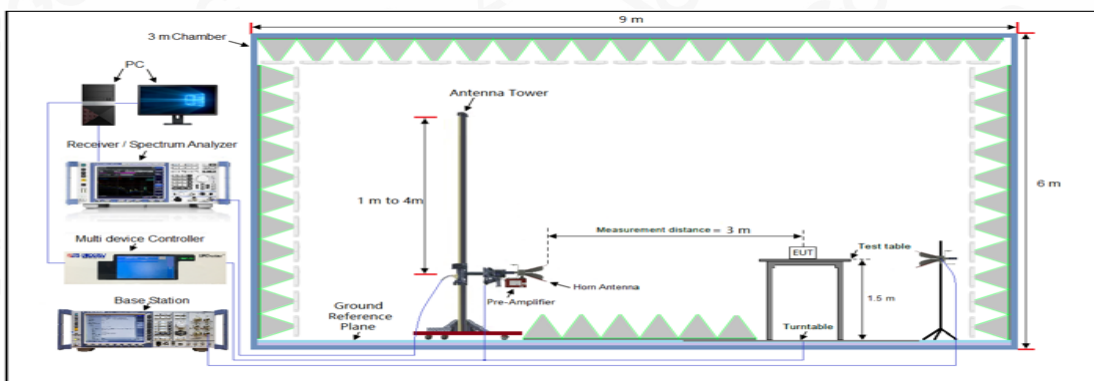 9 m
3 m Chamber
PC
Antenna Tower
Receiver / Spectrum Analyzer
1 m to 4m
6 m
Measurement distance = 3 m
Multi device Controller
EUT
Test table
Horn Antenna
Pre-Amplifier
Base Station
1.5 m
Ground
Reference
Plane
Turntable